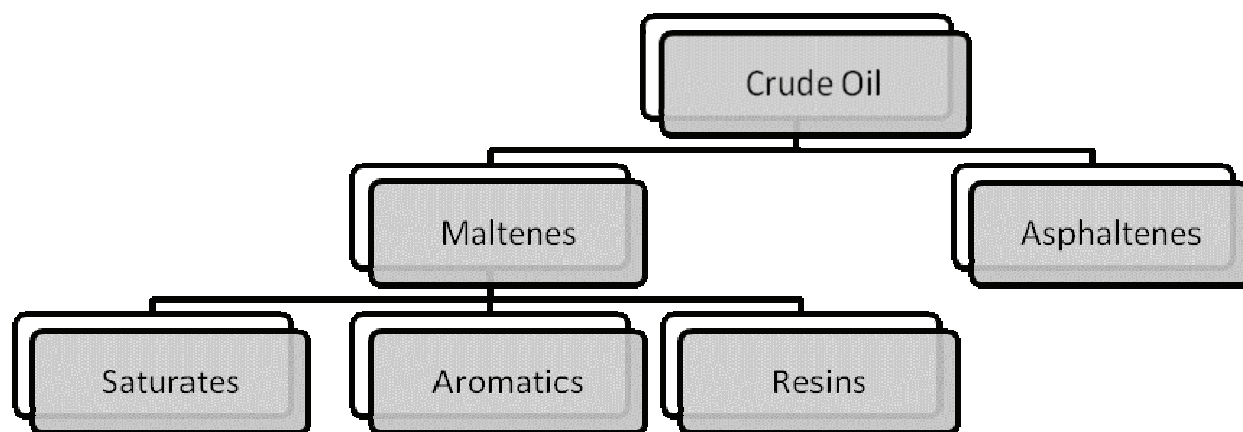 Crude Oil
Maltenes
Asphaltenes
Saturates
Aromatics
Resins